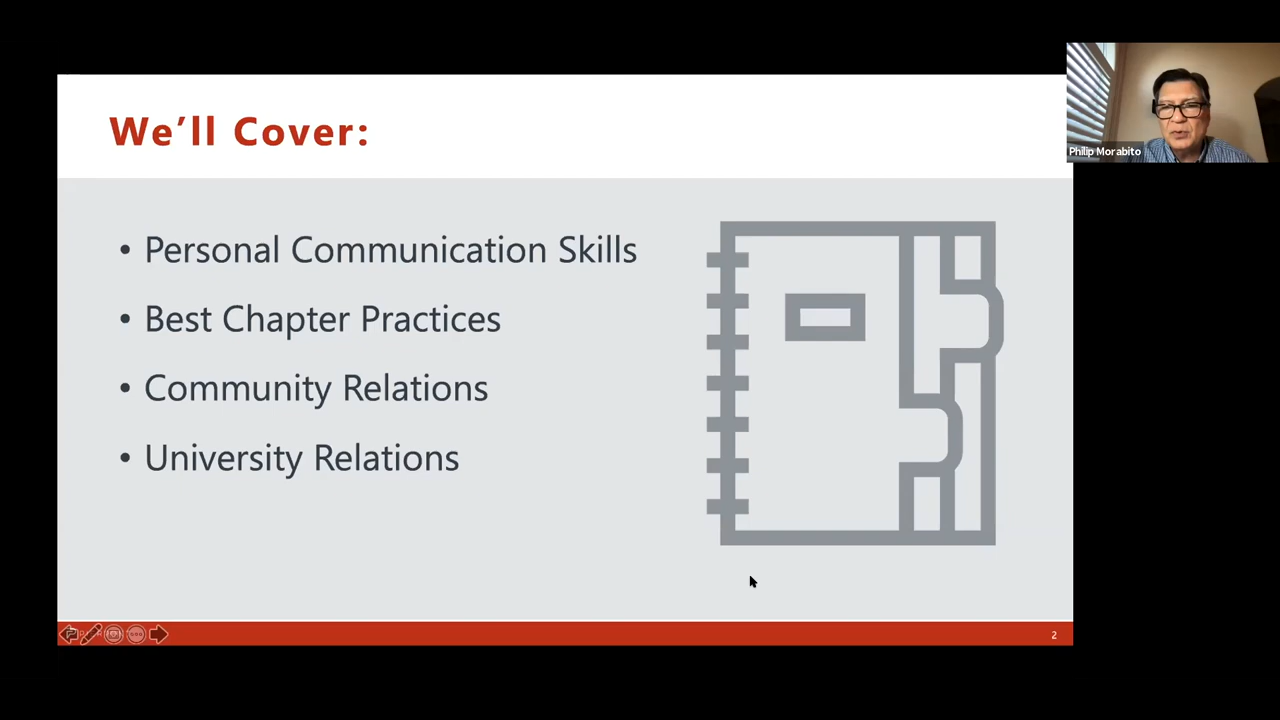 We’ll Cover:
Philip Morabito
• Personal Communication Skills
• Best Chapter Practices
• Community Relations
• University Relations
2